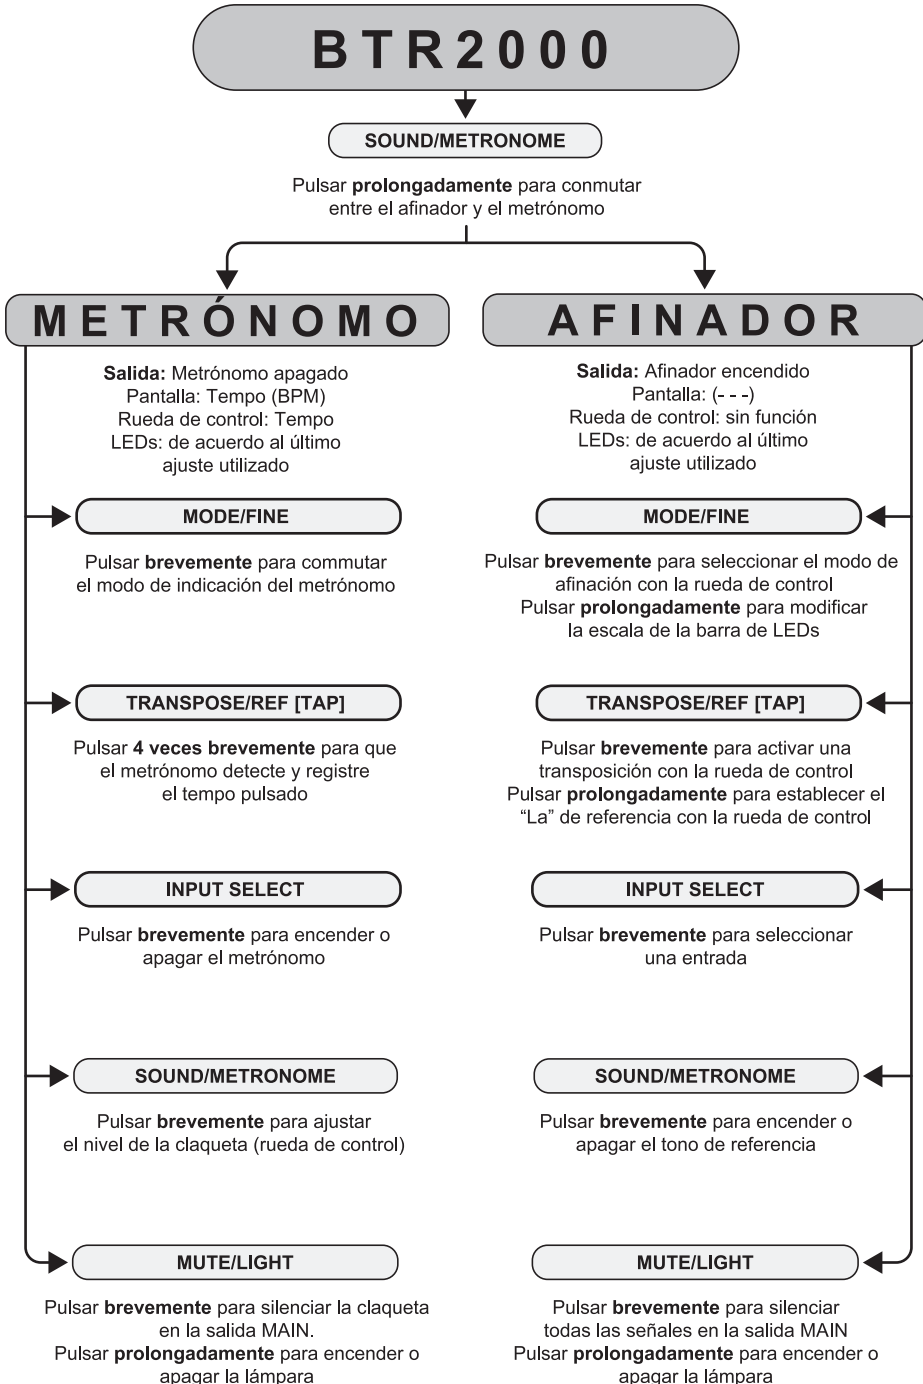 BTR2000
SOUND/METRONOME
Pulsar prolongadamente para conmutar
entre el afinador y el metrónomo
METRÓNOMO
Salida: Metrónomo apagado
Pantalla: Tempo (BPM)
Rueda de control: Tempo
LEDs: de acuerdo al último
ajuste utilizado
MODE/FINE
Pulsar brevemente para commutar
el modo de indicación del metrónomo
TRANSPOSE/REF [TAP]
Pulsar 4 veces brevemente para que
el metrónomo detecte y registre
el tempo pulsado
INPUT SELECT
Pulsar brevemente para encender o
apagar el metrónomo
SOUND/METRONOME
Pulsar brevemente para ajustar
el nivel de la claqueta (rueda de control)
MUTE/LIGHT
Pulsar brevemente para silenciar la claqueta
en la salida MAIN.
Pulsar prolongadamente para encender o
apagar la lámpara
AFINADOR
Salida: Afinador encendido
Pantalla: (- - -)
Rueda de control: sin función
LEDs: de acuerdo al último
ajuste utilizado
MODE/FINE
Pulsar brevemente para seleccionar el modo de
afinación con la rueda de control
Pulsar prolongadamente para modificar
la escala de la barra de LEDs
TRANSPOSE/REF [TAP]
Pulsar brevemente para activar una
transposición con la rueda de control
Pulsar prolongadamente para establecer el
“La” de referencia con la rueda de control
INPUT SELECT
Pulsar brevemente para seleccionar
una entrada
SOUND/METRONOME
Pulsar brevemente para encender o
apagar el tono de referencia
MUTE/LIGHT
Pulsar brevemente para silenciar
todas las señales en la salida MAIN
Pulsar prolongadamente para encender o
apagar la lámpara